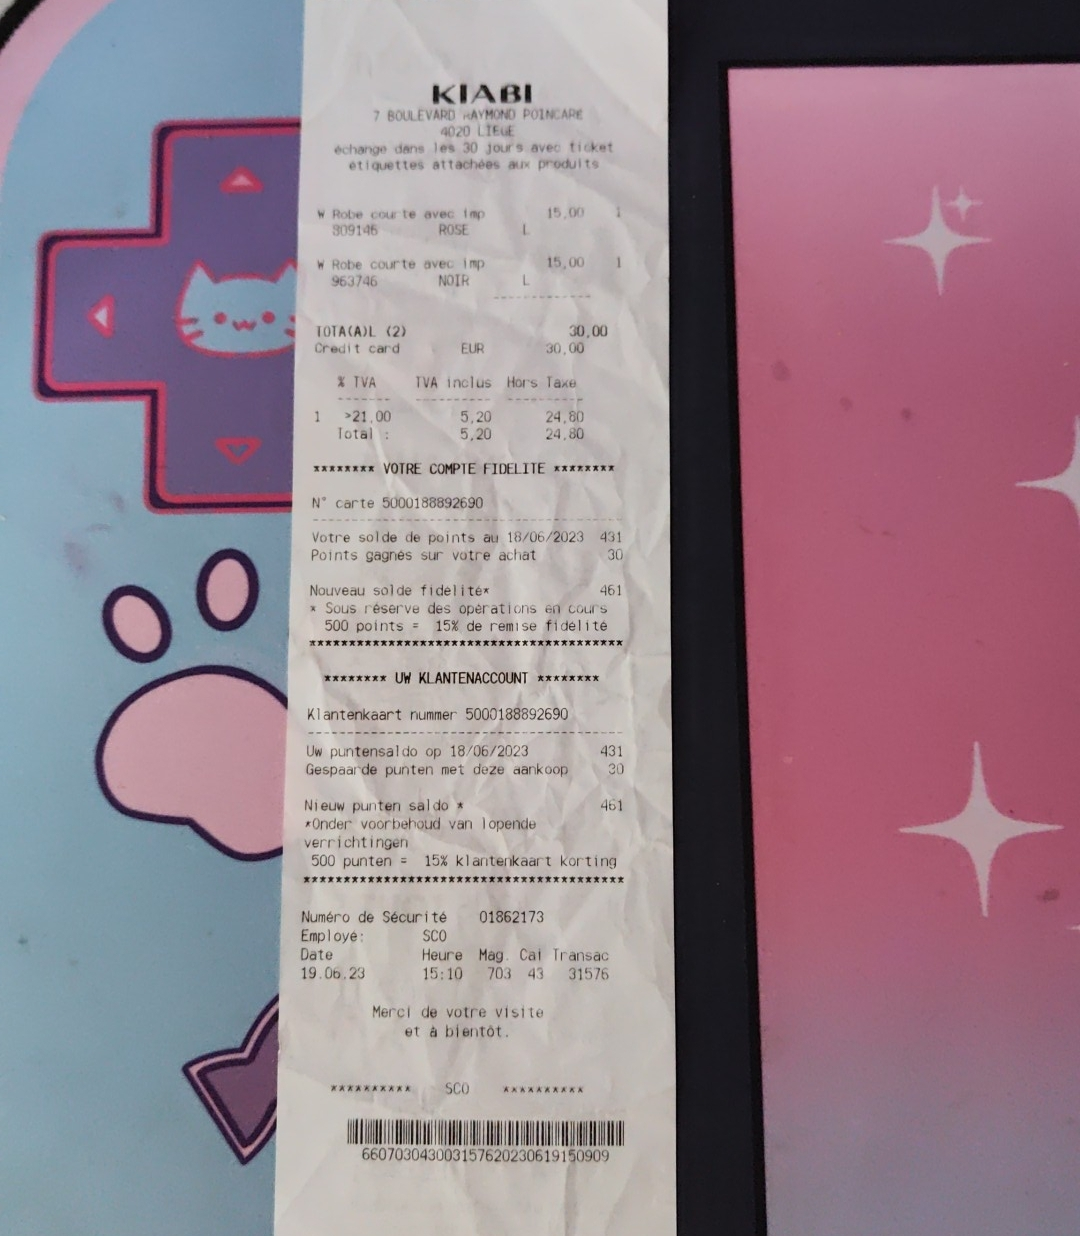 KIABI
7 BOULEVARD RAYMOND POINCARE
4020 LIEGE
échange dans les 30 jours avec ticket
étiquettes attachées aux produits
W Robe courte avec imp 15,00 1
809146 ROSE L
W Robe courte avec imp 15,00 1
963746 NOIR L
------------
TOTA(A)L (2) 30,00
Credit card EUR 30,00
% TVA TVA inclus Hors Taxe
------- ---------- ----------
1 >21,00 5,20 24,80
Total : 5,20 24,80
******** VOTRE COMPTE FIDELITE ********
N° carte 5000188892690
---------------------------------------
Votre solde de points au 18/06/2023 431
Points gagnés sur votre achat 30
Nouveau solde fidélité* 461
* Sous réserve des opérations en cours
500 points = 15% de remise fidélité
****************************************
******** UW KLANTENACCOUNT ********
Klantenkaart nummer 5000188892690
----------------------------------------
Uw puntensaldo op 18/06/2023 431
Gespaarde punten met deze aankoop 30
Nieuw punten saldo * 461
*Onder voorbehoud van lopende
verrichtingen
500 punten = 15% klantenkaart korting
****************************************
Numéro de Sécurité 01862173
Employé: SCO
Date Heure Mag. Cai Transac
19.06.23 15:10 703 43 31576
Merci de votre visite
et à bientôt.
********** SCO **********
660703043003157620230619150909